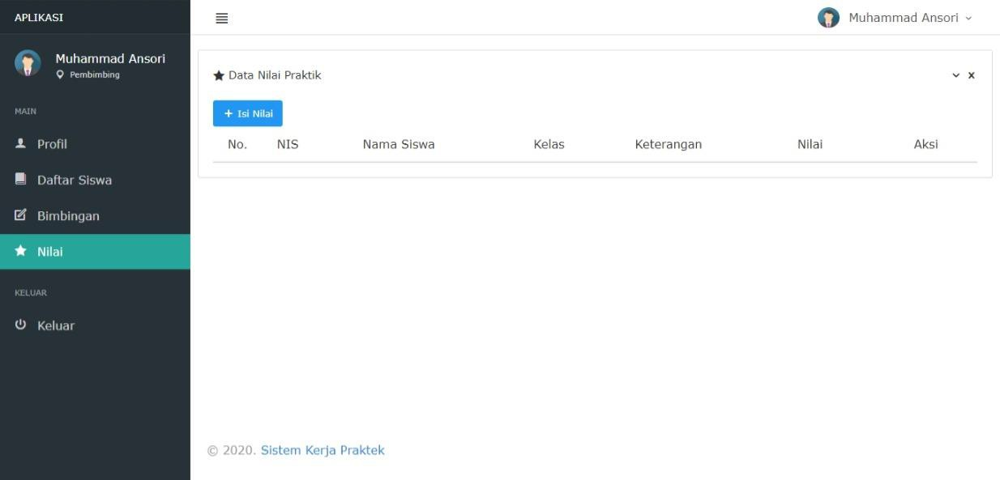 APLIKASI
Muhammad Ansori
Muhammad Ansori
Pembimbing
MAIN
Profil
Daftar Siswa
Bimbingan
Nilai
KELUAR
Keluar
Data Nilai Praktik
+ Isi Nilai
No. NIS Nama Siswa Kelas Keterangan Nilai Aksi
© 2020. Sistem Kerja Praktek